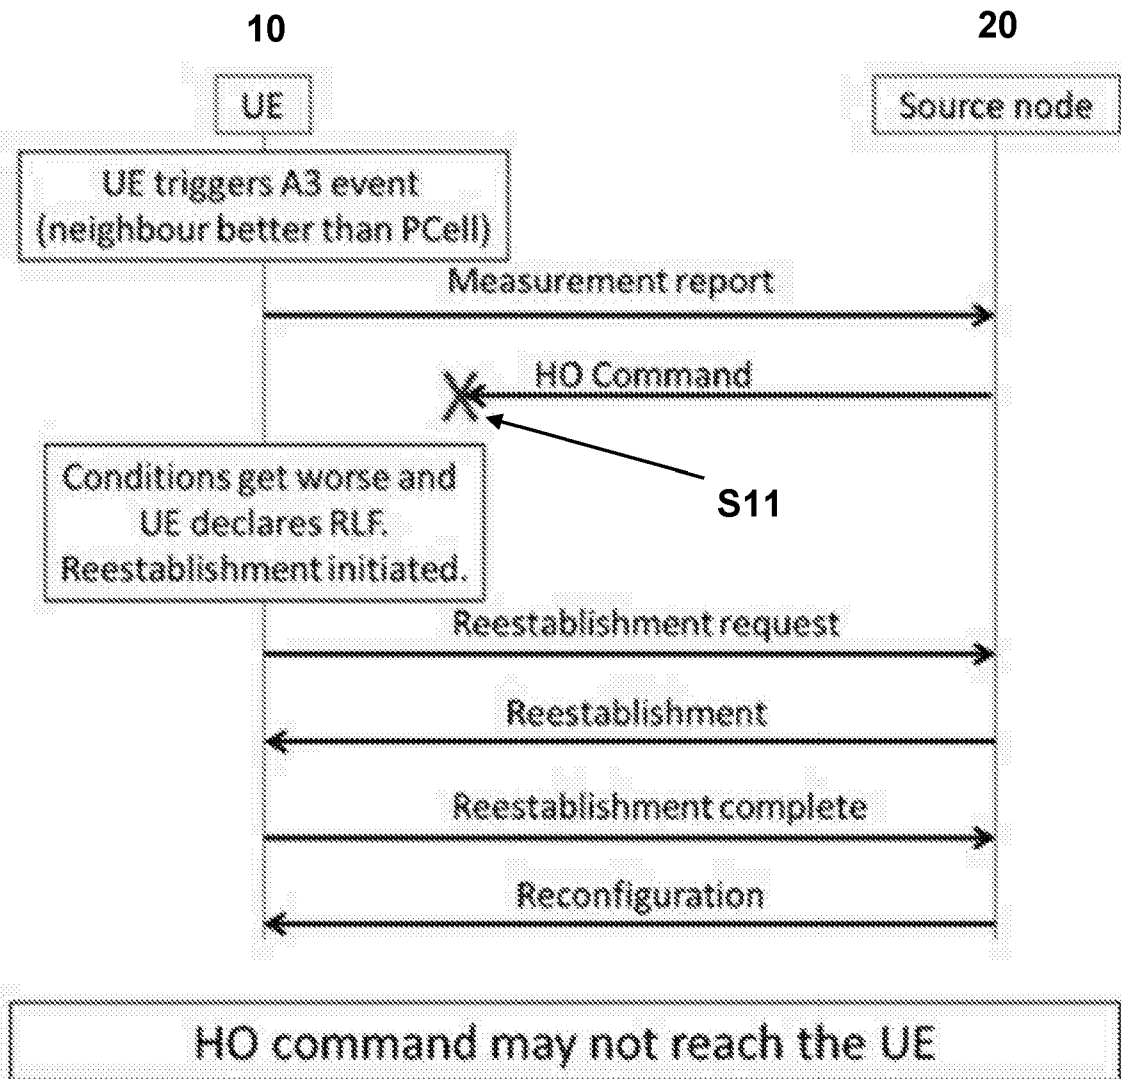 10
20
UE
Source node
UE triggers A3 event
(neighbour better than PCell)
Measurement report
HO Command
S11
Conditions get worse and
UE declares RLF.
Reestablishment initiated.
Reestablishment request
Reestablishment
Reestablishment complete
Reconfiguration
HO command may not reach the UE